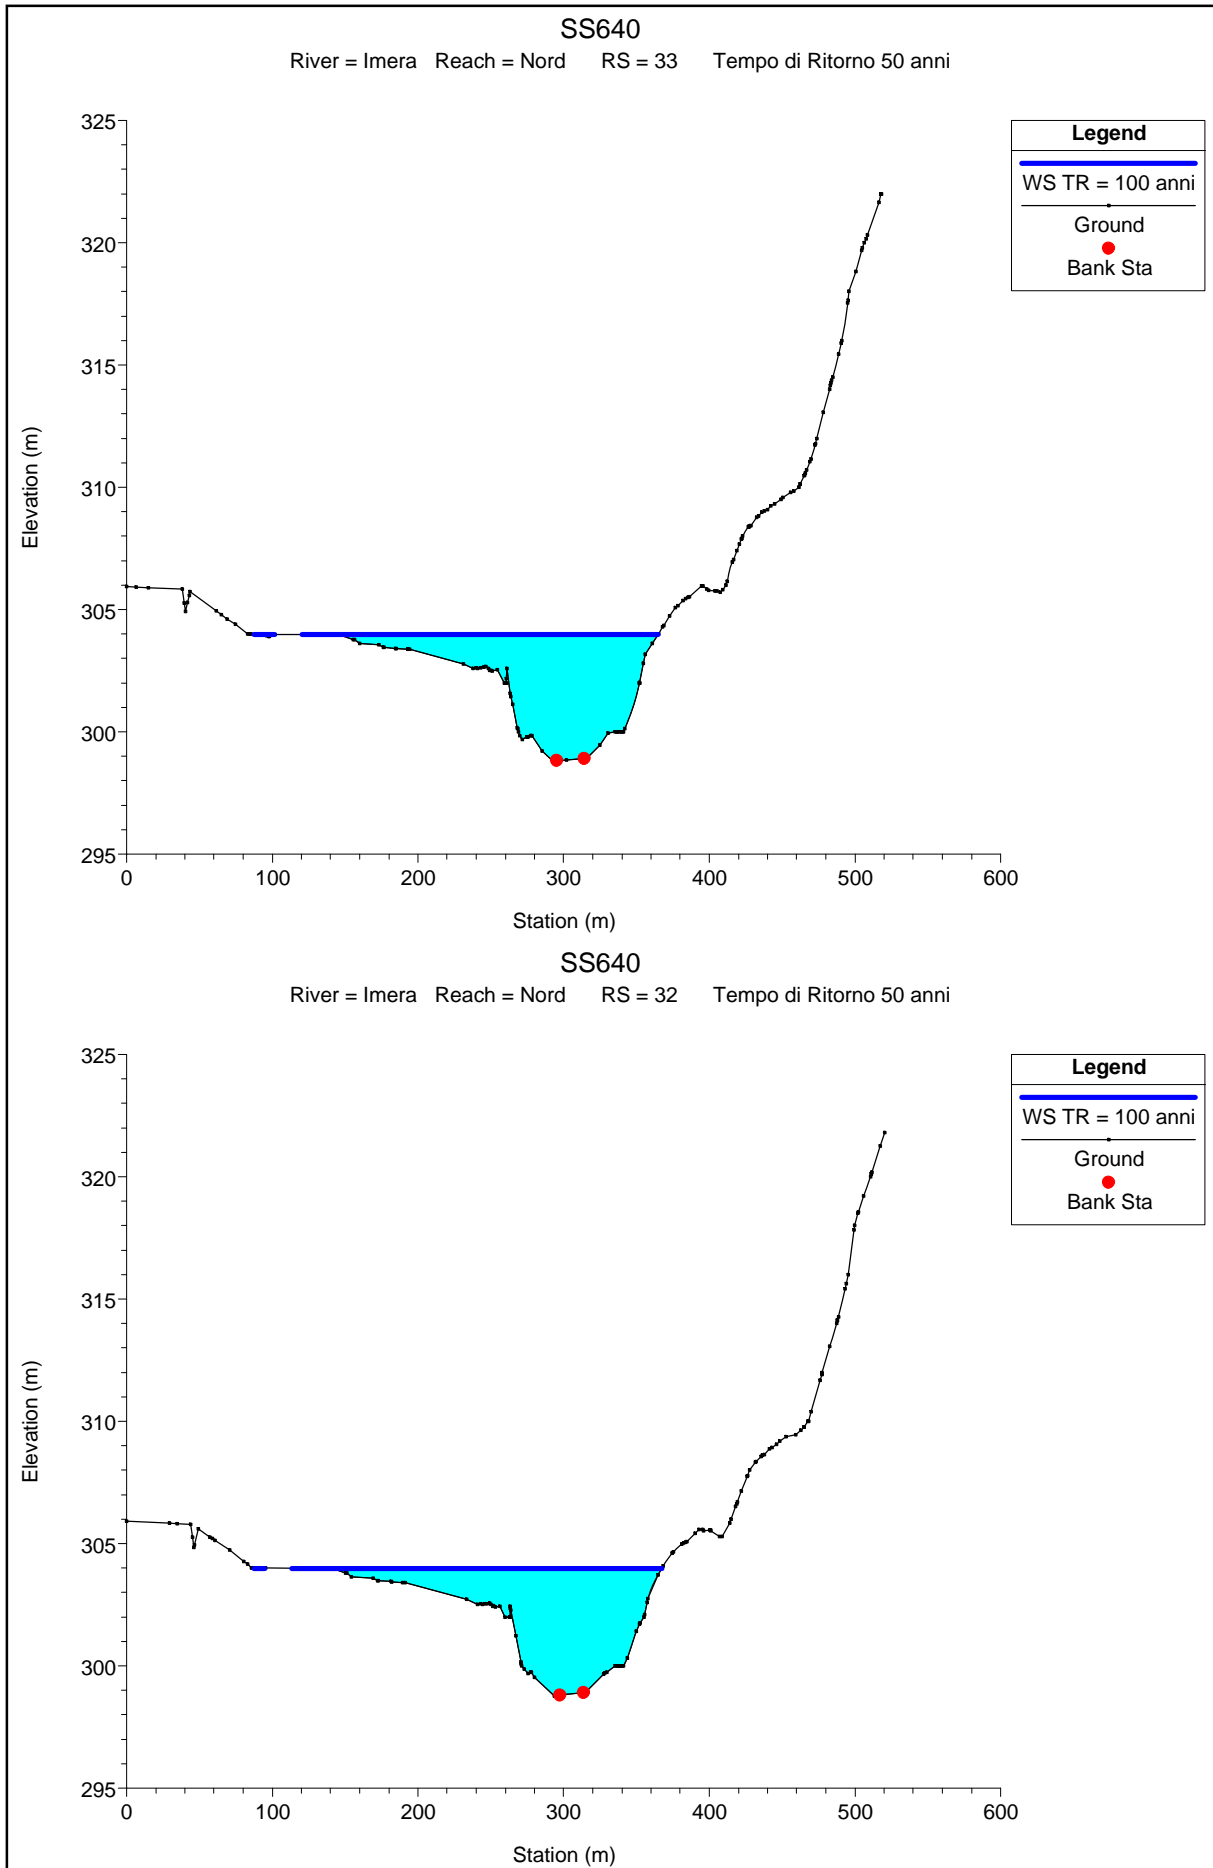 SS640
River = Imera   Reach = Nord      RS = 33      Tempo di Ritorno 50 anni
325
320
315
310
305
300
295
Elevation (m)
0 100 200 300 400 500 600
Station (m)
Legend
WS TR = 100 anni
Ground
Bank Sta
SS640
River = Imera   Reach = Nord      RS = 32      Tempo di Ritorno 50 anni
325
320
315
310
305
300
295
Elevation (m)
0 100 200 300 400 500 600
Station (m)
Legend
WS TR = 100 anni
Ground
Bank Sta